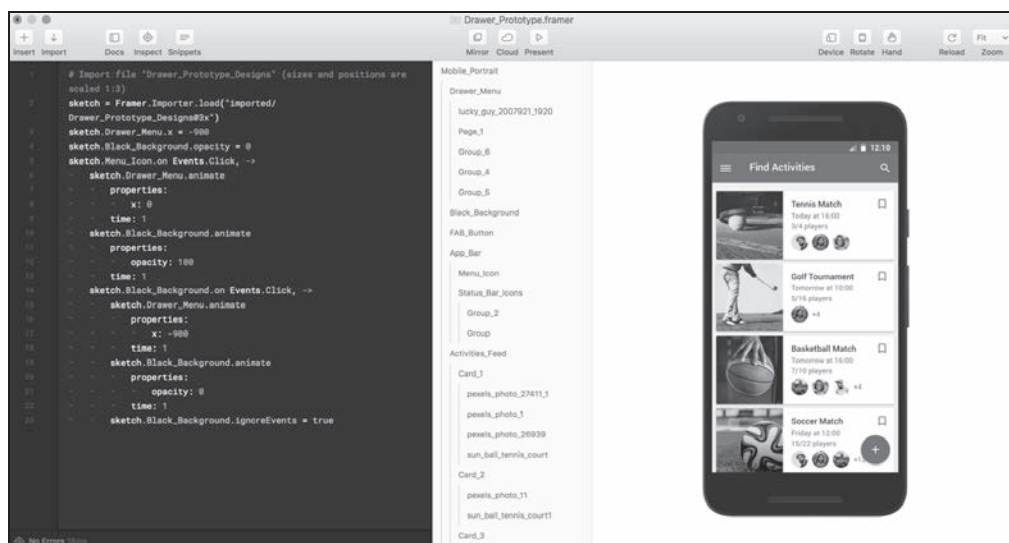 Drawer_Prototype.framer
Insert Import Docs Inspect Snippets Mirror Cloud Present Device Rotate Hand Reload Fit Zoom
1 # Import file "Drawer_Prototype_Designs" (sizes and positions are
scaled 1:3)
2 sketch = Framer.Importer.load("imported/
Drawer_Prototype_Designs@3x")
sketch.Drawer_Menu.x = -900
sketch.Black_Background.opacity = 0
sketch.Menu_Icon.on Events.Click, ->
sketch.Drawer_Menu.animate
properties:
x: 0
time: 1
sketch.Black_Background.animate
properties:
opacity: 100
time: 1
sketch.Black_Background.on Events.Click, ->
sketch.Drawer_Menu.animate
properties:
x: -900
time: 1
sketch.Black_Background.animate
properties:
opacity: 0
time: 1
sketch.Black_Background.ignoreEvents = true
No Errors
Mobile_Portrait
Drawer_Menu
lucky_guy_2007921_1920
Page_1
Group_6
Group_4
Group_5
Black_Background
FAB_Button
App_Bar
Menu_Icon
Status_Bar_Icons
Group_2
Group
Activities_Feed
Card_1
pexels_photo_27411_1
pexels_photo_1
pexels_photo_26939
sun_ball_tennis_court
Card_2
pexels_photo_11
sun_ball_tennis_court1
Card_3
12:10
Find Activities
Tennis Match
Today at 16:00
3/4 players
Golf Tournament
Tomorrow at 10:00
5/16 players
+4
Basketball Match
Tomorrow at 16:00
7/10 players
+4
Soccer Match
Friday at 12:00
15/22 players
+